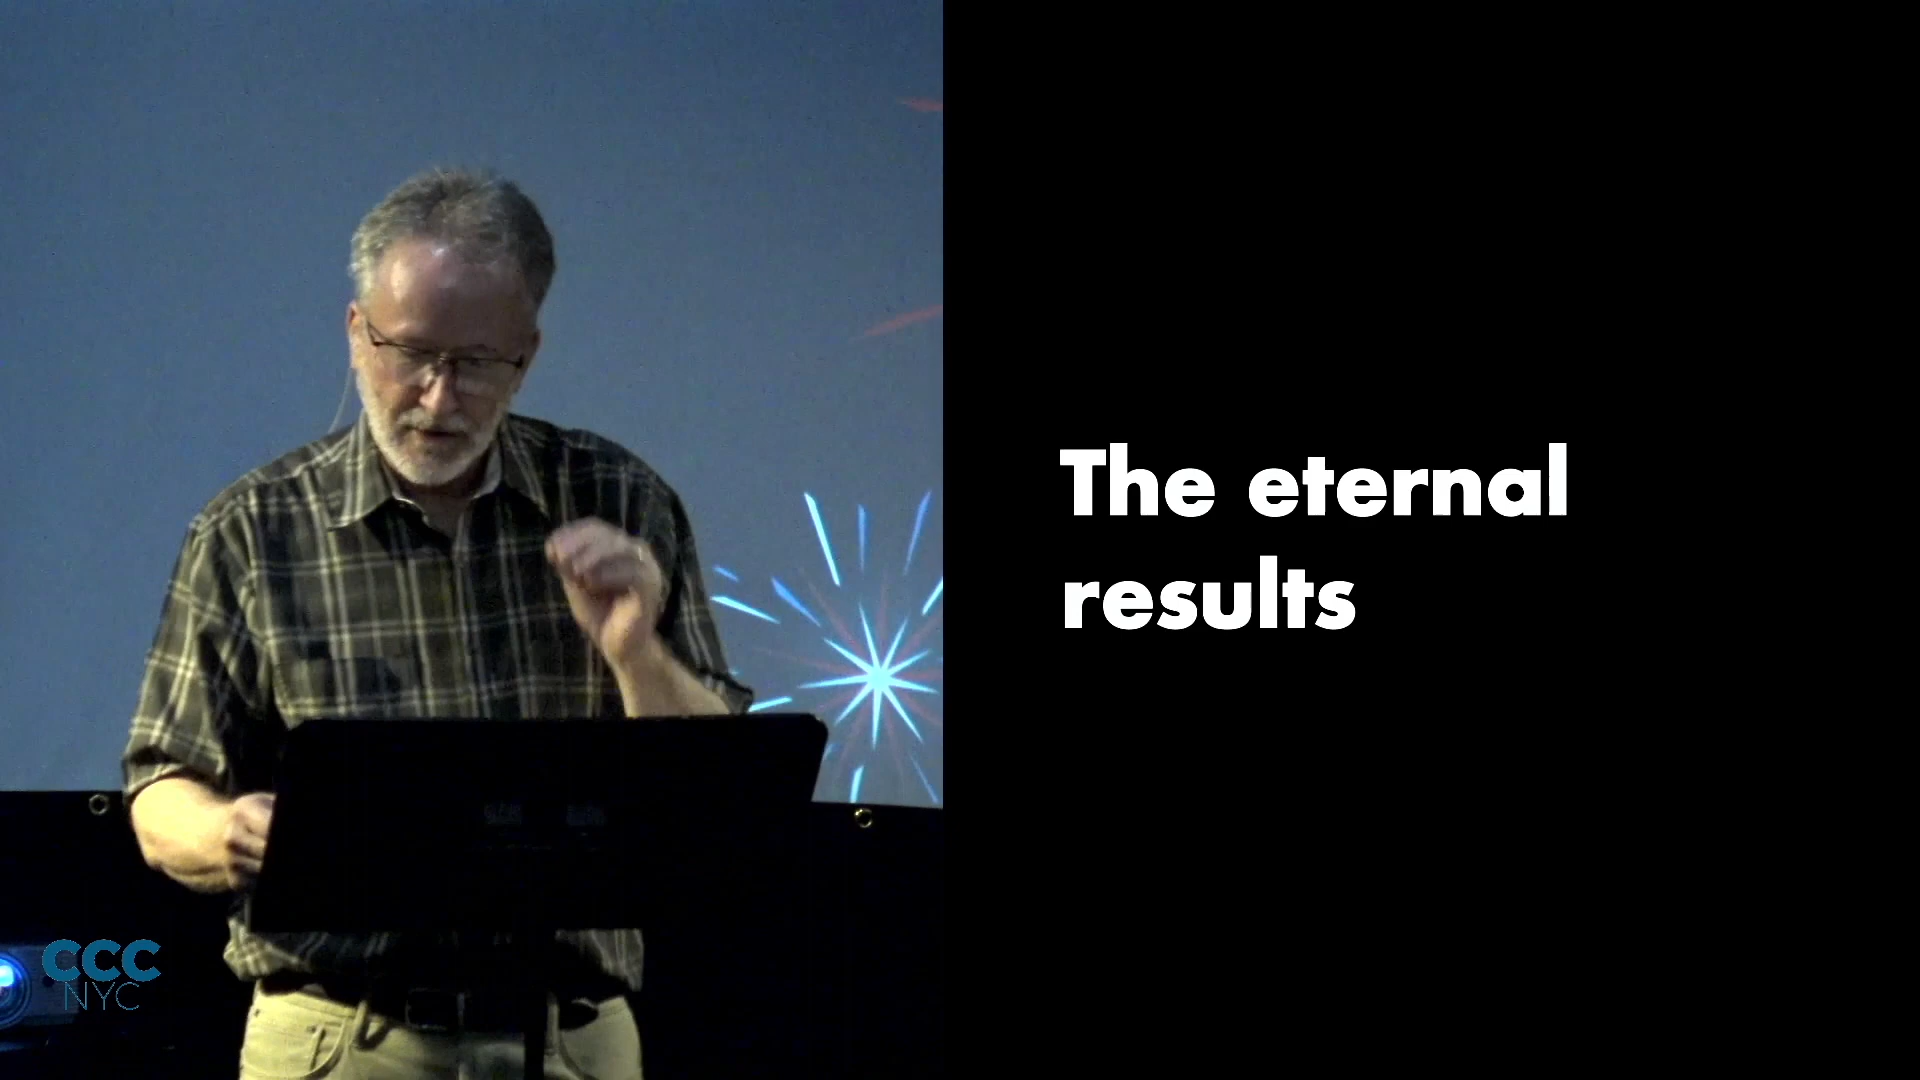 The eternal
results
CCC
NYC